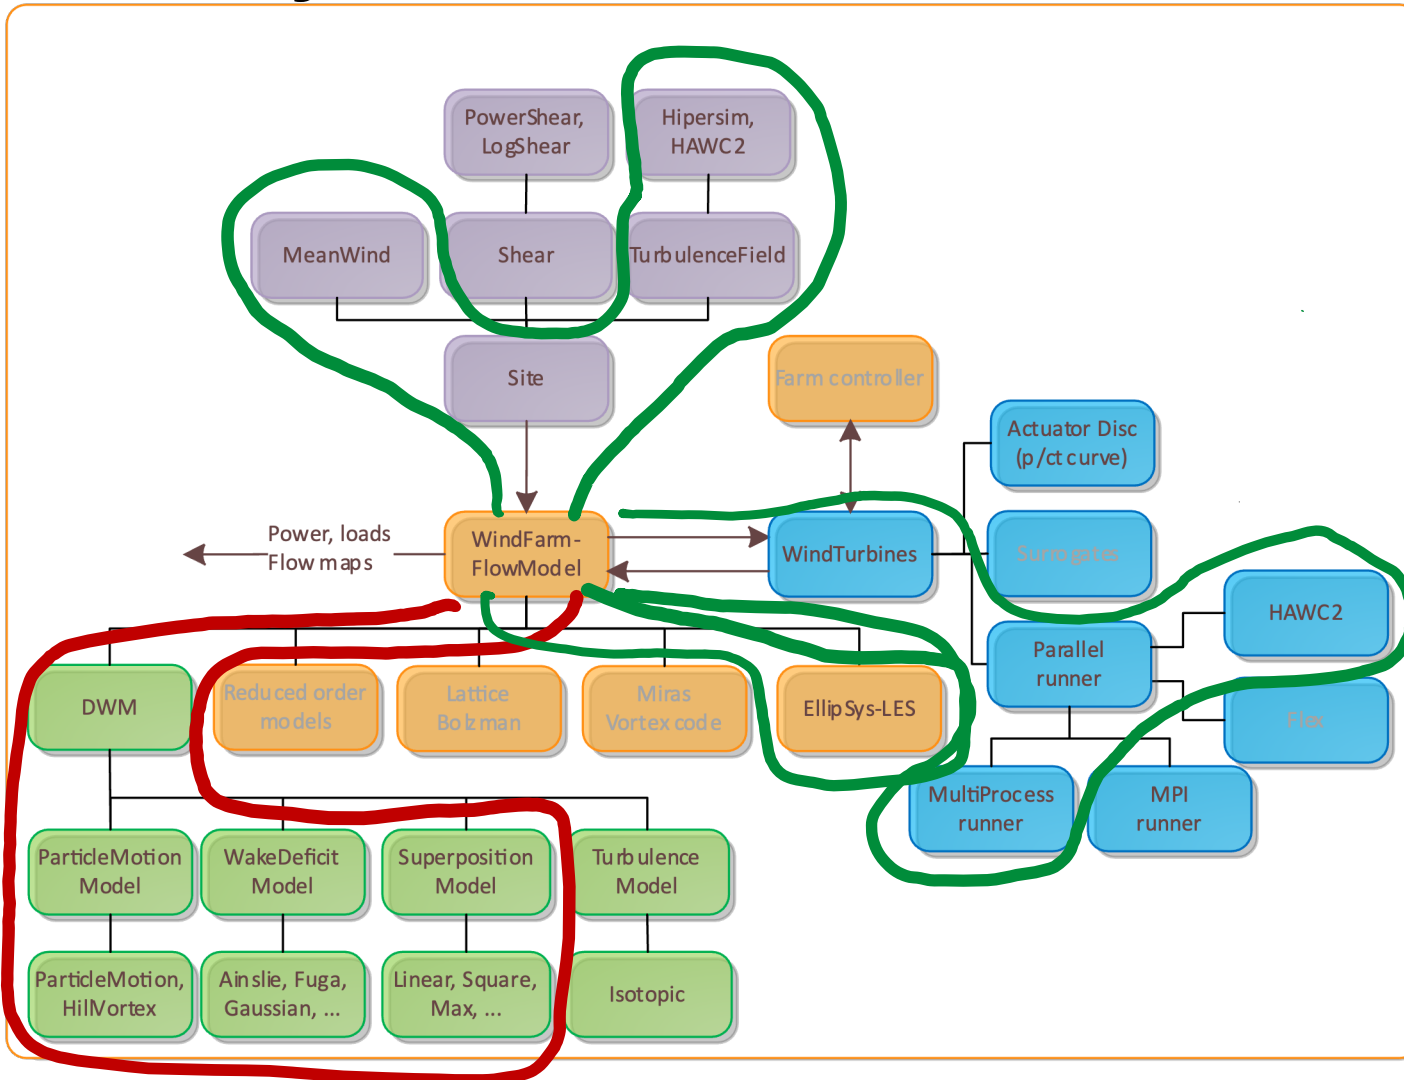 PowerShear,
LogShear
Hipersim,
HAWC2
MeanWind
Shear
TurbulenceField
Site
Farm controller
Actuator Disc
(p/ct curve)
Power, loads
Flow maps
WindFarm-
FlowModel
WindTurbines
Surrogates
HAWC2
Parallel
runner
Flex
DWM
Reduced order
models
Lattice
Bolzman
Miras
Vortex code
EllipSys-LES
MultiProcess
runner
MPI
runner
ParticleMotion
Model
WakeDeficit
Model
Superposition
Model
Turbulence
Model
ParticleMotion,
HillVortex
Ainslie, Fuga,
Gaussian, ...
Linear, Square,
Max, ...
Isotopic